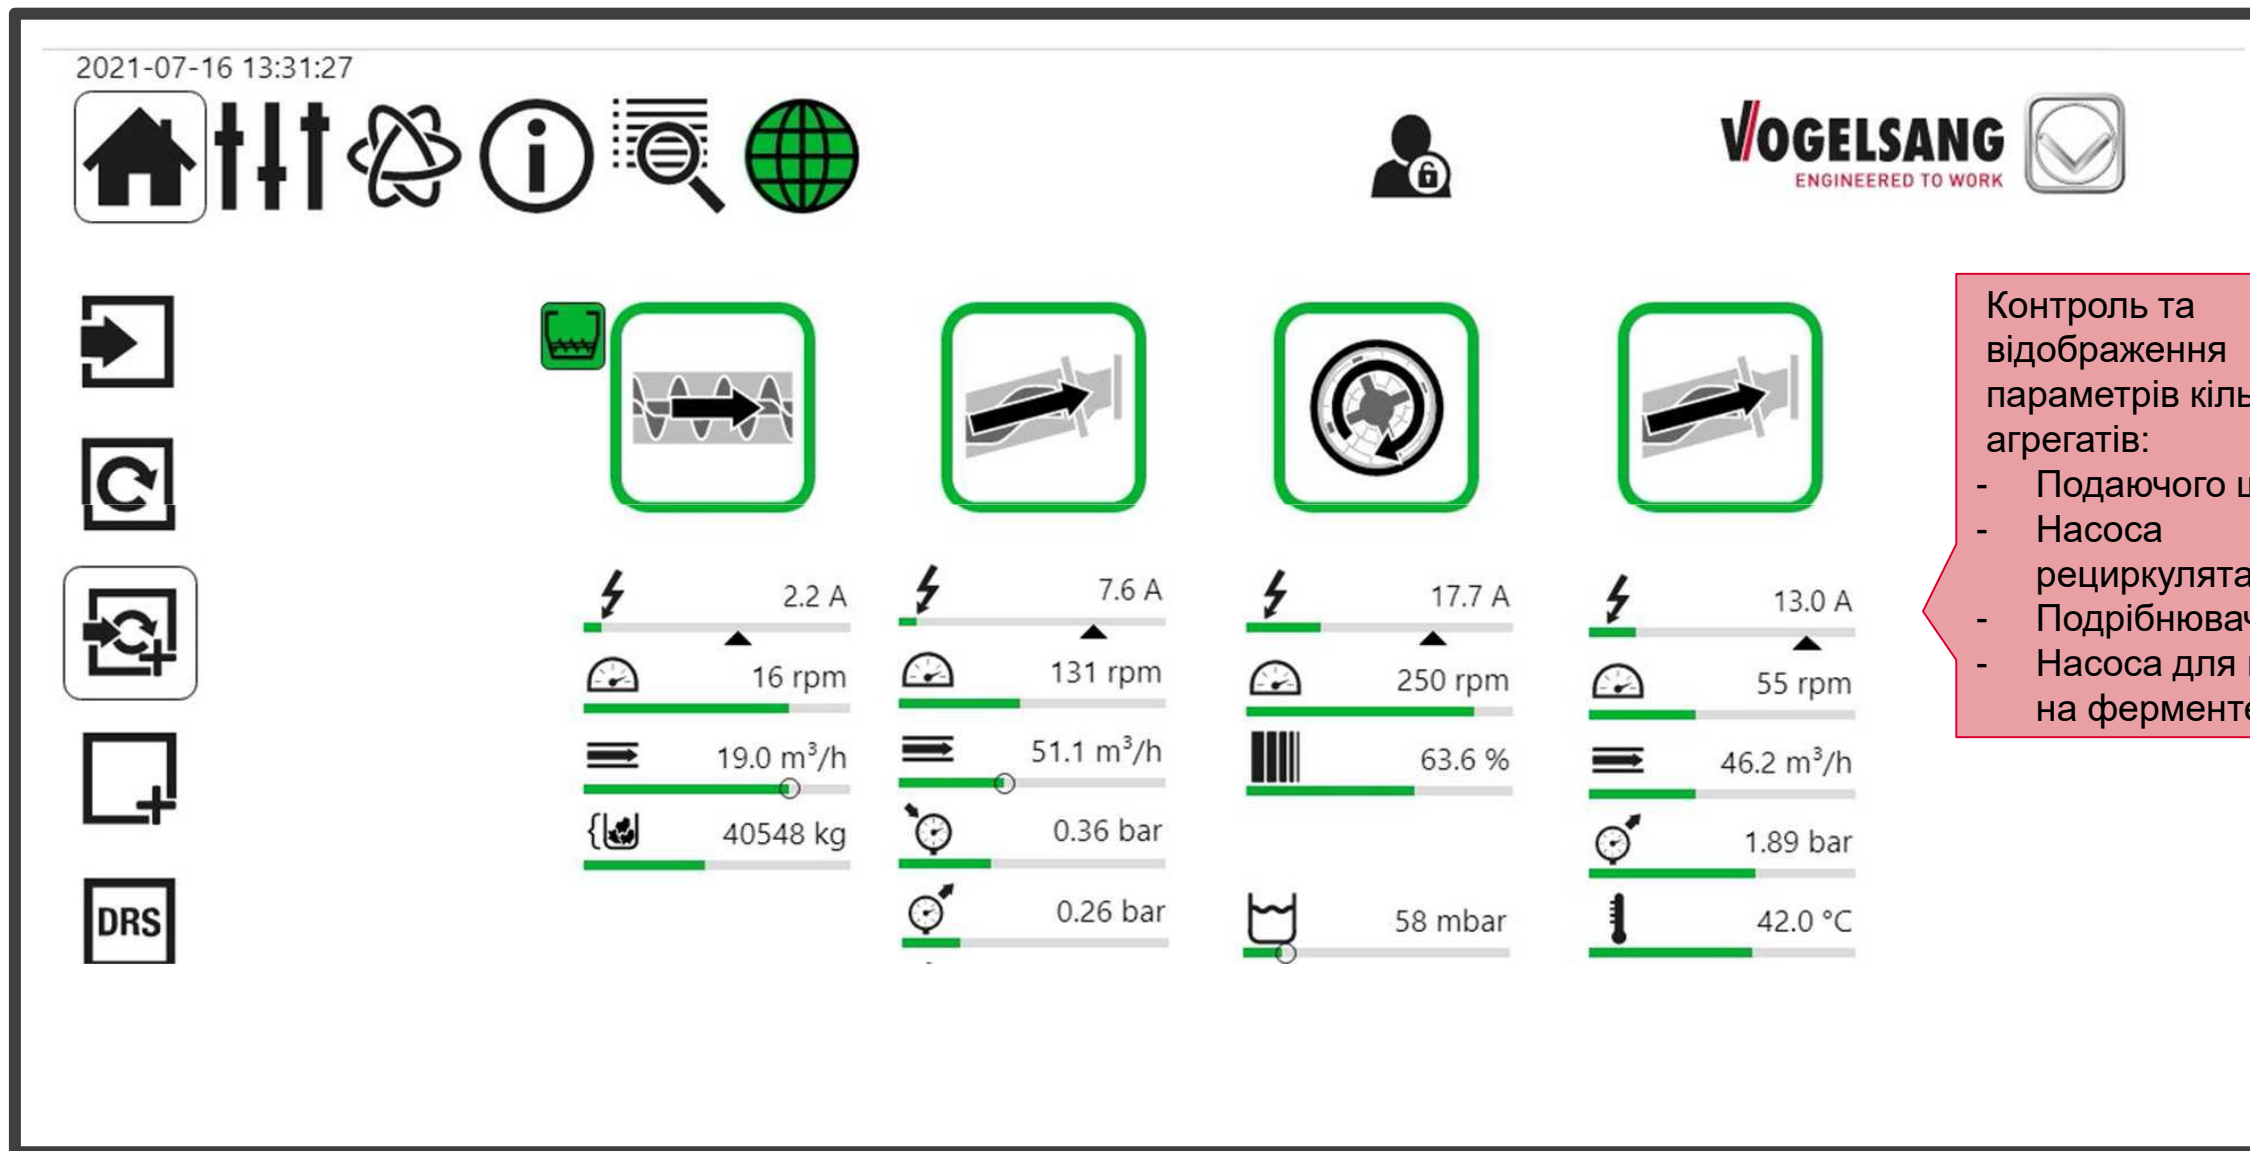 2021-07-16 13:31:27
VOGELSANG
ENGINEERED TO WORK
2.2 A
16 rpm
19.0 m³/h
40548 kg
7.6 A
131 rpm
51.1 m³/h
0.36 bar
0.26 bar
17.7 A
250 rpm
63.6 %
58 mbar
13.0 A
55 rpm
46.2 m³/h
1.89 bar
42.0 °C
DRS
Контроль та
відображення
параметрів
агрегатів:
- Подаючого
- Насоса
рециркулята
-
- Насоса для
на